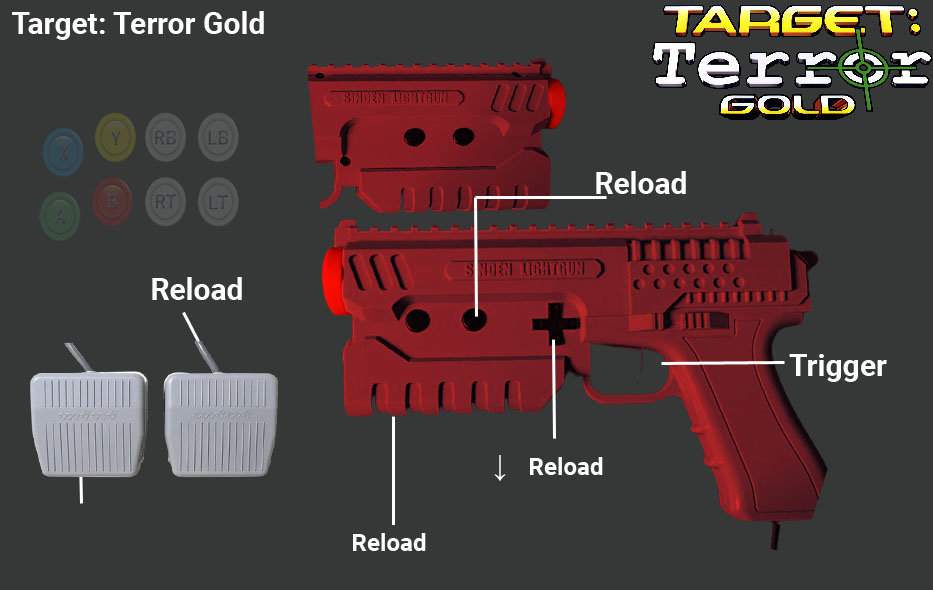 Target: Terror Gold
TARGET:
Terror
GOLD
SINDEN LIGHTGUN
X
Y
RB
LB
A
B
RT
LT
Reload
SINDEN LIGHTGUN
Reload
Trigger
↓ Reload
Reload